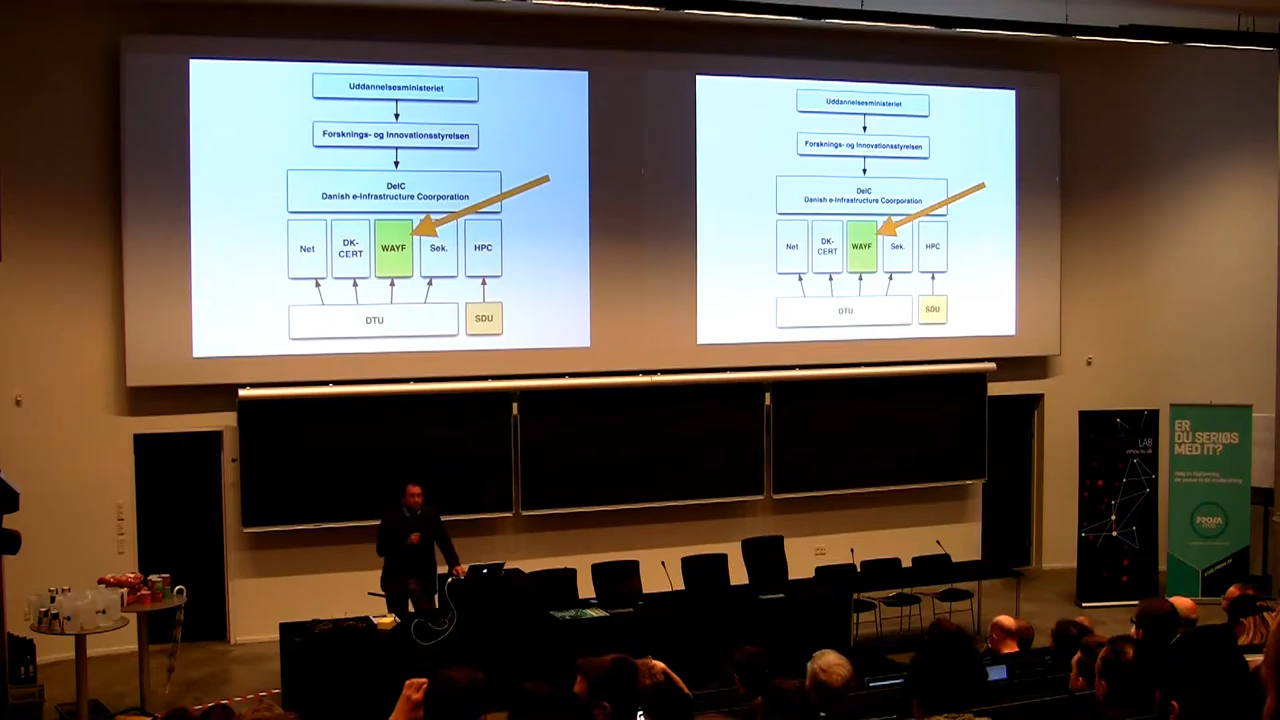 Uddannelsesministeriet
Forsknings- og Innovationsstyrelsen
DeIC
Danish e-Infrastructure Coorporation
Net
DK-
CERT
WAYF
Sek.
HPC
DTU
SDU
Uddannelsesministeriet
Forsknings- og Innovationsstyrelsen
DeIC
Danish e-Infrastructure Coorporation
Net
DK-
CERT
WAYF
Sek.
HPC
DTU
SDU
LAB
ER
DU SERIØS
MED IT?
PROSA